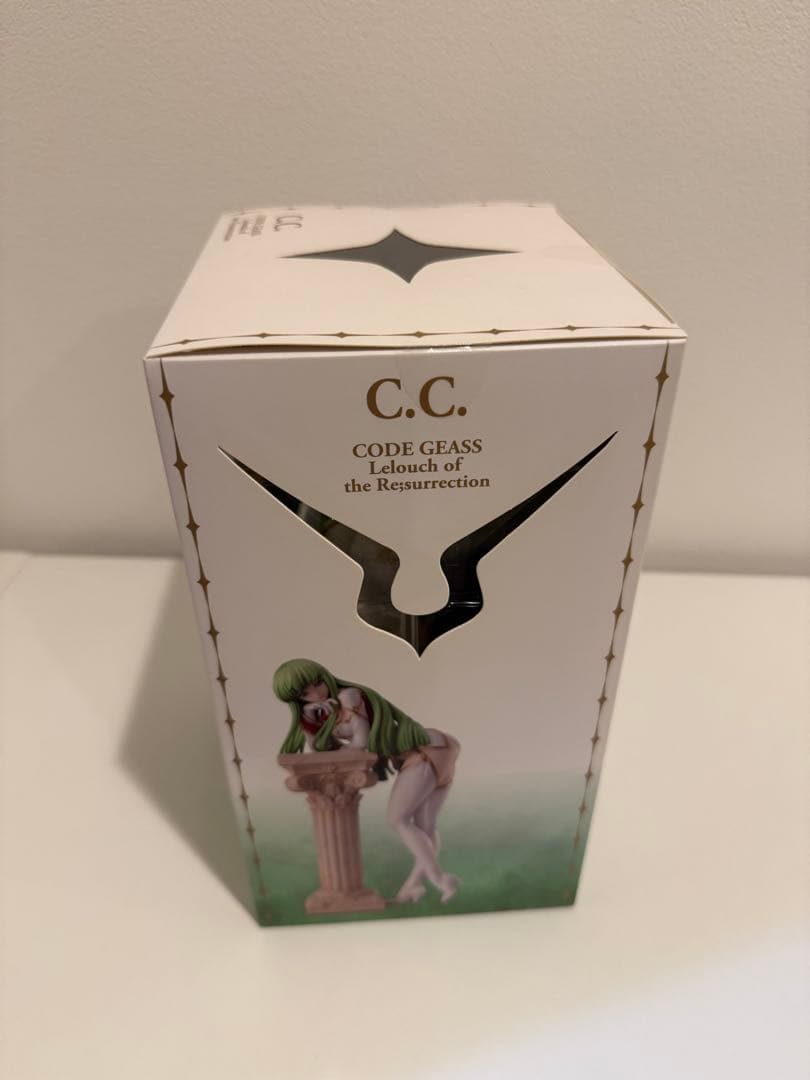 C.C.
C.C.
CODE GEASS
Lelouch of
the Re;surrection